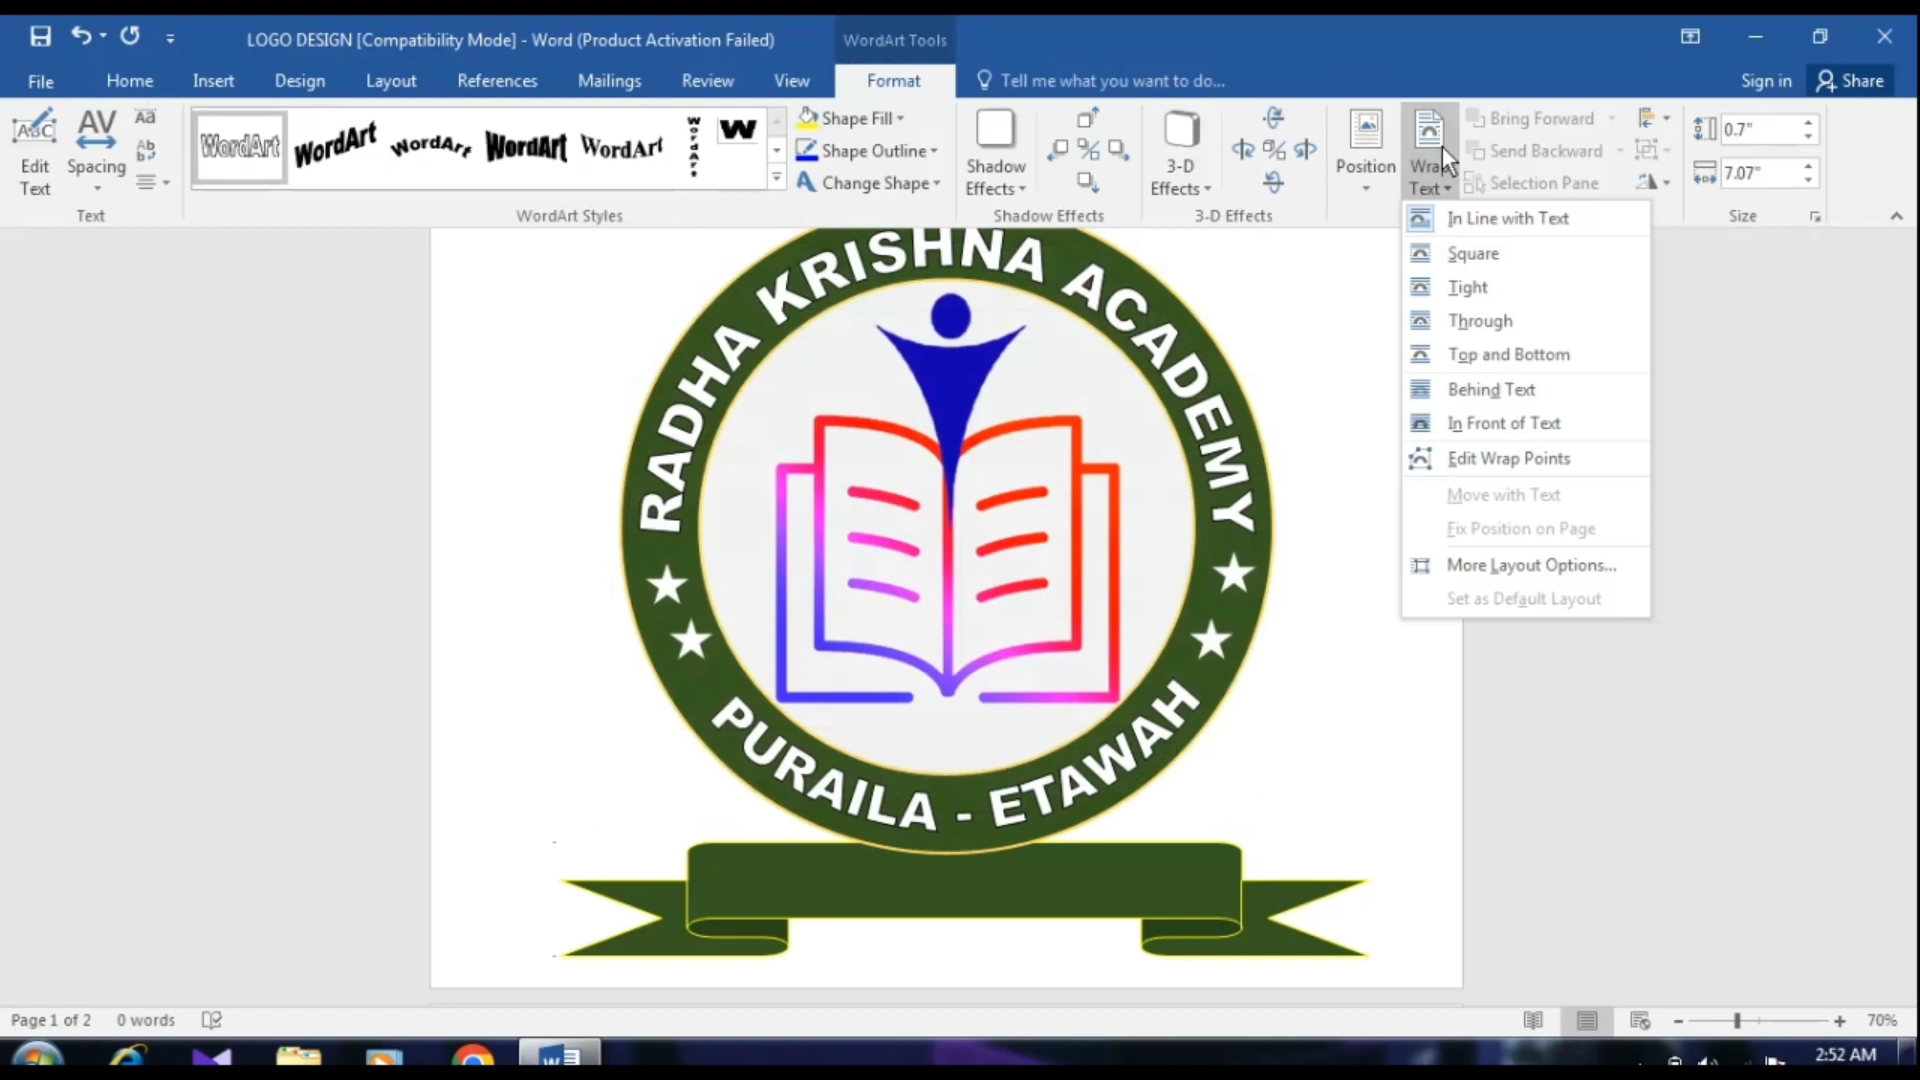 LOGO DESIGN [Compatibility Mode] - Word (Product Activation Failed)
WordArt Tools
File Home Insert Design Layout References Mailings Review View Format Tell me what you want to do... Sign in Share
Edit Text
AV Spacing
Aa
Ab
Text
WordArt WordArt WordArt WordArt WordArt WordArt W
WordArt Styles
Shape Fill
Shape Outline
Change Shape
Shadow Effects
Shadow Effects
3-D Effects
3-D Effects
Position
Wrap Text
Bring Forward
Send Backward
Selection Pane
0.7"
7.07"
Size
In Line with Text
Square
Tight
Through
Top and Bottom
Behind Text
In Front of Text
Edit Wrap Points
Move with Text
Fix Position on Page
More Layout Options...
Set as Default Layout
RADHA KRISHNA ACADEMY
PURAILA - ETAWAH
Page 1 of 2 0 words 70%
2:52 AM